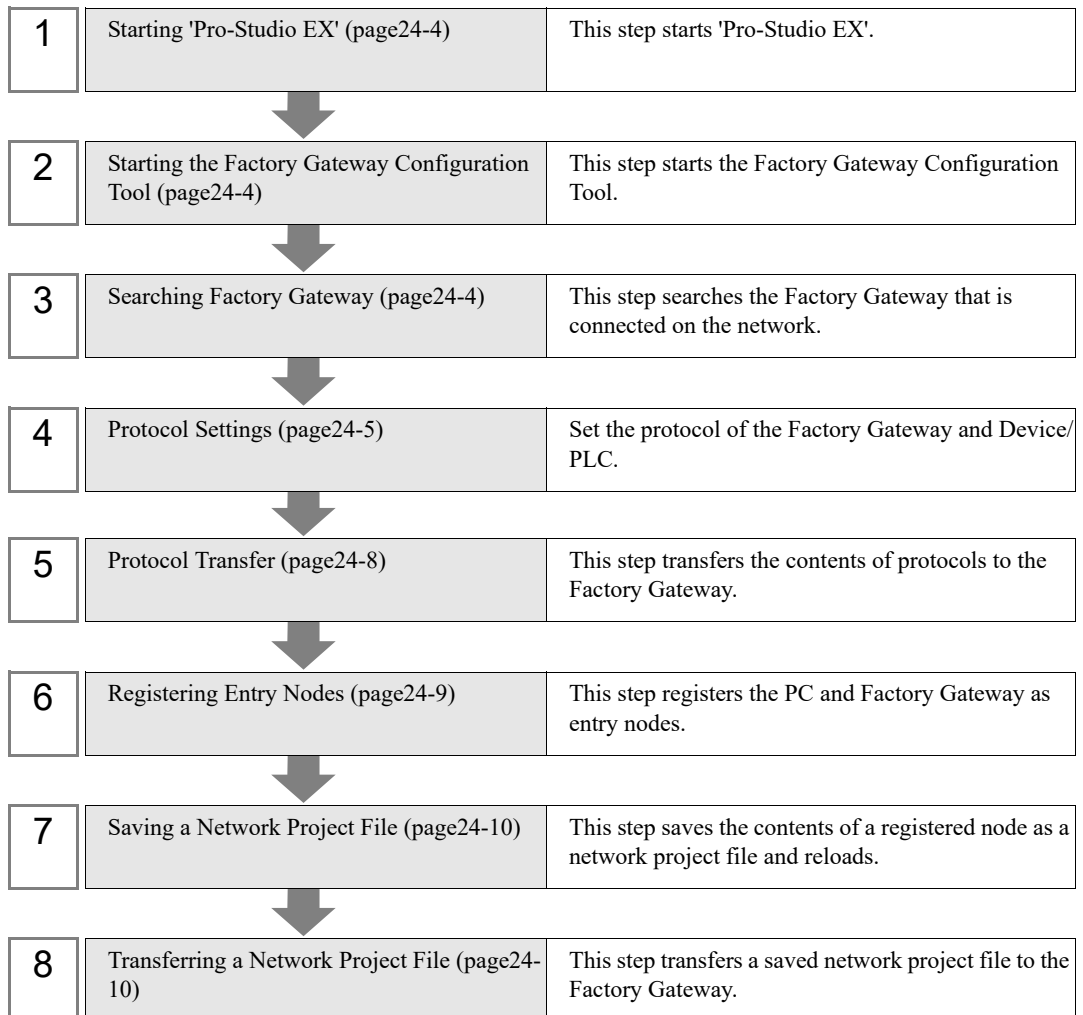 1
Starting 'Pro-Studio EX' (page24-4)
This step starts 'Pro-Studio EX'.
2
Starting the Factory Gateway Configuration
Tool (page24-4)
This step starts the Factory Gateway Configuration
Tool.
3
Searching Factory Gateway (page24-4)
This step searches the Factory Gateway that is
connected on the network.
4
Protocol Settings (page24-5)
Set the protocol of the Factory Gateway and Device/
PLC.
5
Protocol Transfer (page24-8)
This step transfers the contents of protocols to the
Factory Gateway.
6
Registering Entry Nodes (page24-9)
This step registers the PC and Factory Gateway as
entry nodes.
7
Saving a Network Project File (page24-10)
This step saves the contents of a registered node as a
network project file and reloads.
8
Transferring a Network Project File (page24-
10)
This step transfers a saved network project file to the
Factory Gateway.